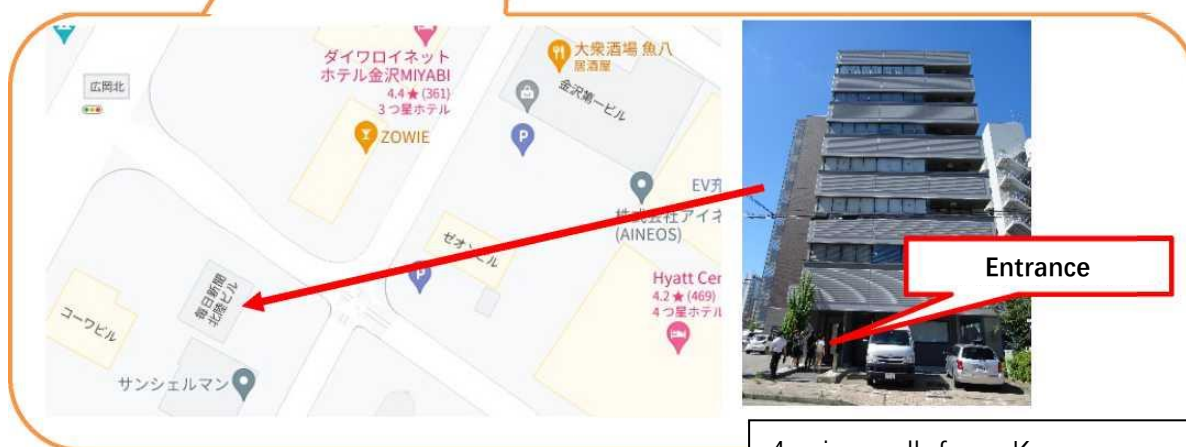 広岡北
ダイワロイネット
ホテル金沢MIYABI
4.4★(361)
3つ星ホテル
ZOWIE
大衆酒場 魚八
居酒屋
金沢第一ビル
P
EV充
株式会社アイネ
(AINEOS)
ゼオンビル
P
Hyatt Cen
4.2★(469)
4つ星ホテル
毎日新聞
北陸ビル
コーワビル
サンシェルマン
Entrance